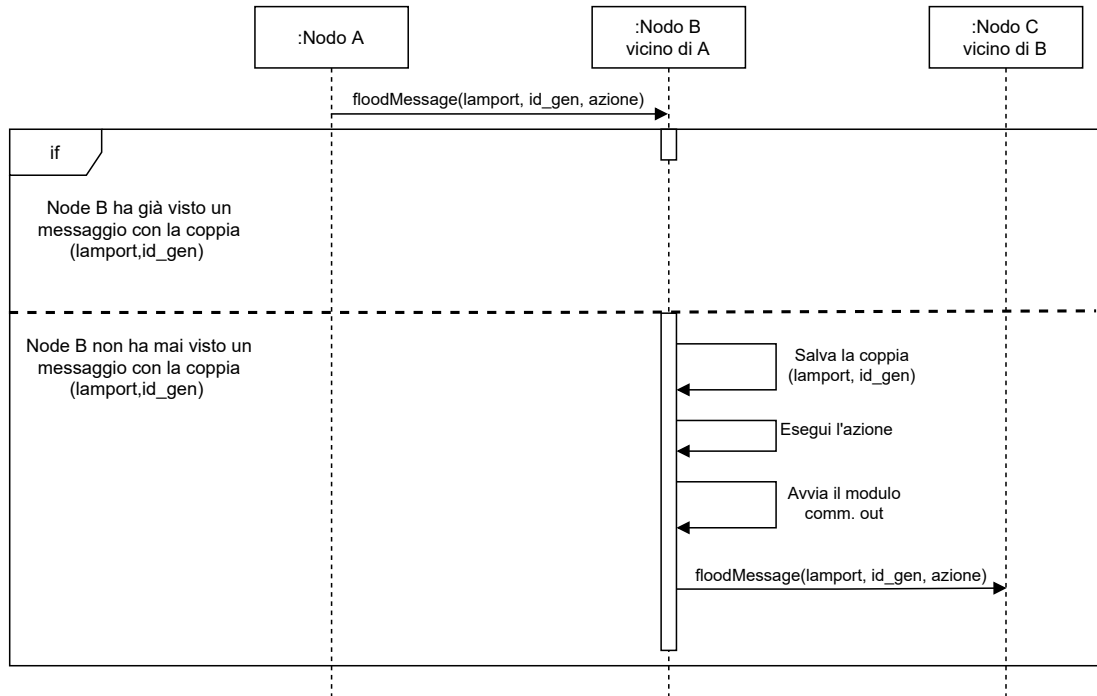 :Nodo A
:Nodo B
vicino di A
:Nodo C
vicino di B
floodMessage(lamport, id_gen, azione)
if
Node B ha già visto un
messaggio con la coppia
(lamport,id_gen)
Node B non ha mai visto un
messaggio con la coppia
(lamport,id_gen)
Salva la coppia
(lamport, id_gen)
Esegui l'azione
Avvia il modulo
comm. out
floodMessage(lamport, id_gen, azione)